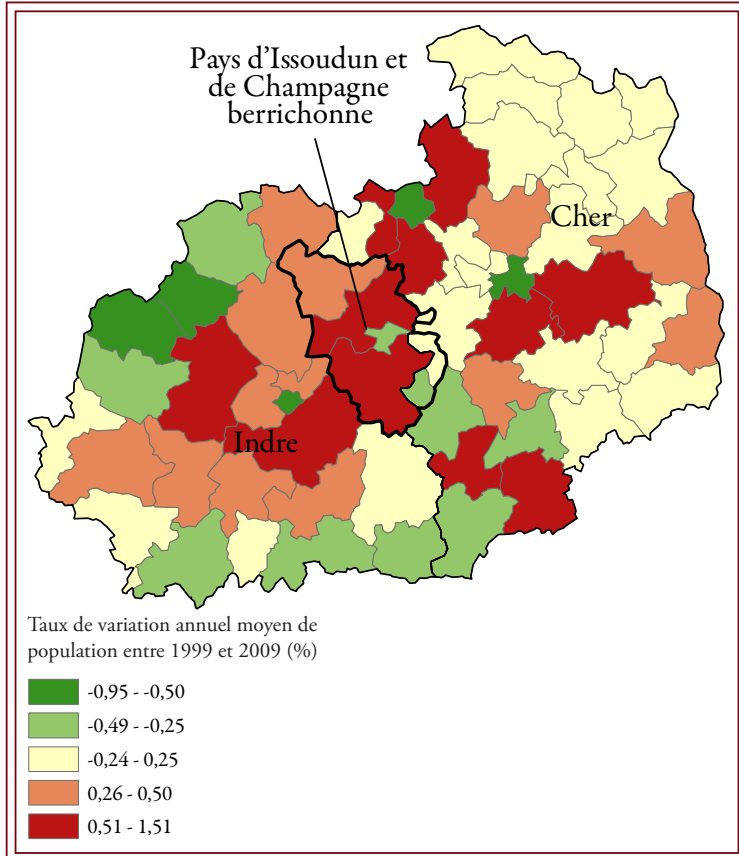 Pays d’Issoudun et
de Champagne
berrichonne
Cher
Indre
Taux de variation annuel moyen de
population entre 1999 et 2009 (%)
-0,95 - -0,50
-0,49 - -0,25
-0,24 - 0,25
0,26 - 0,50
0,51 - 1,51